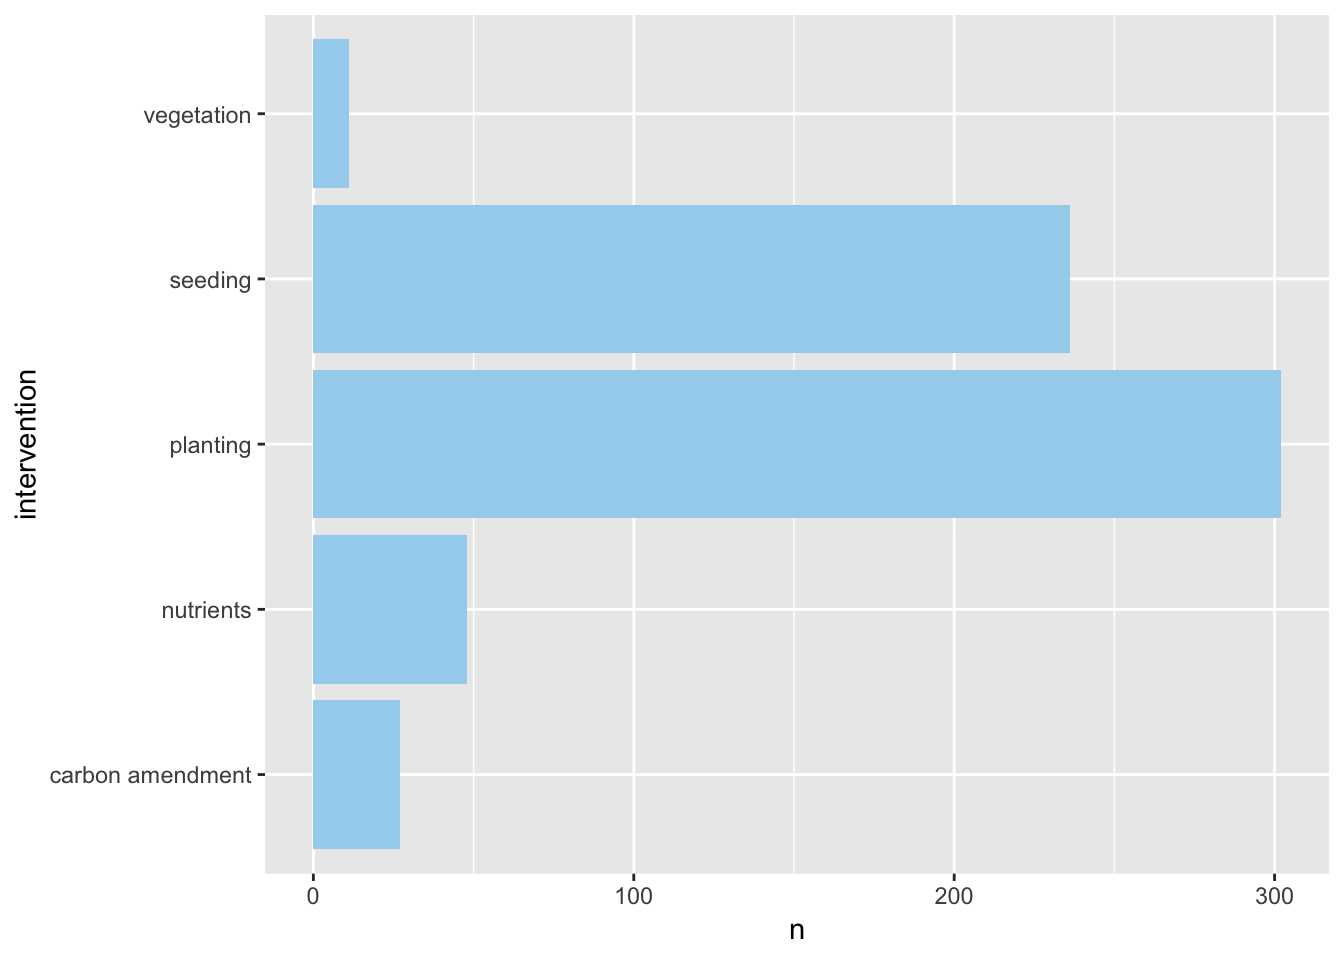 intervention
vegetation
seeding
planting
nutrients
carbon amendment
0 100 200 300
n